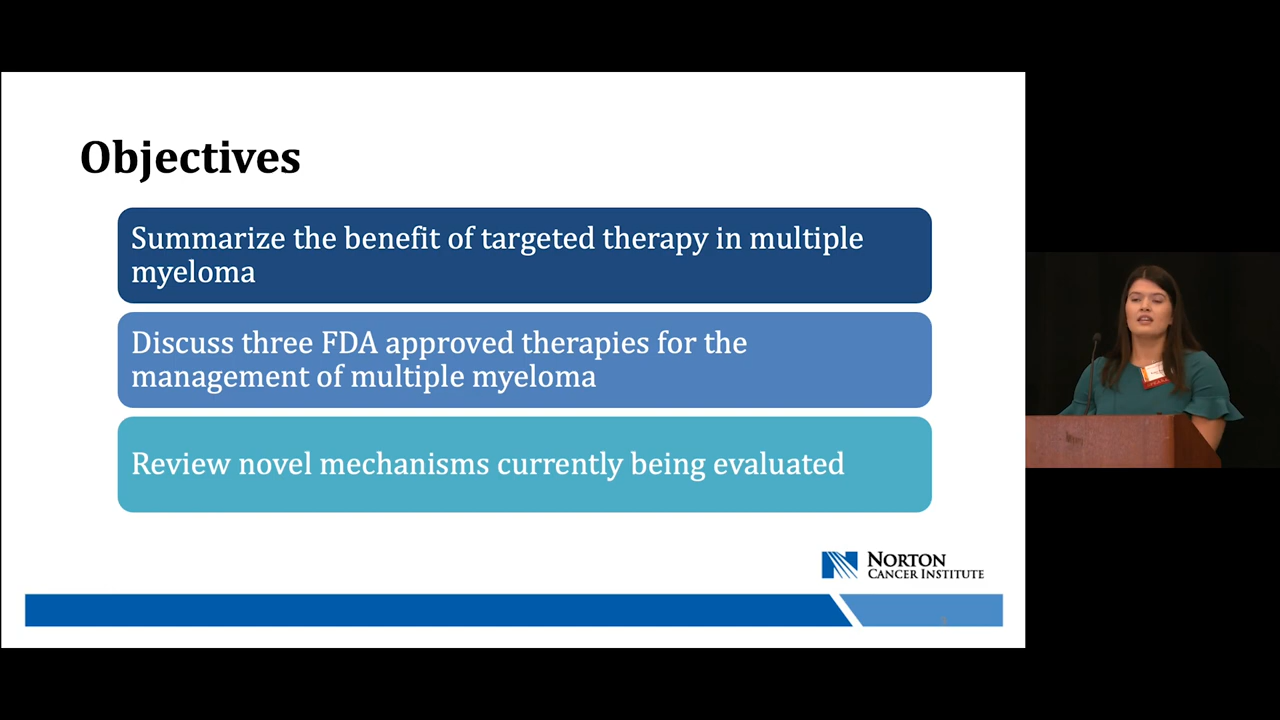 Objectives
Summarize the benefit of targeted therapy in multiple
myeloma
Discuss three FDA approved therapies for the
management of multiple myeloma
Review novel mechanisms currently being evaluated
NORTON
CANCER INSTITUTE